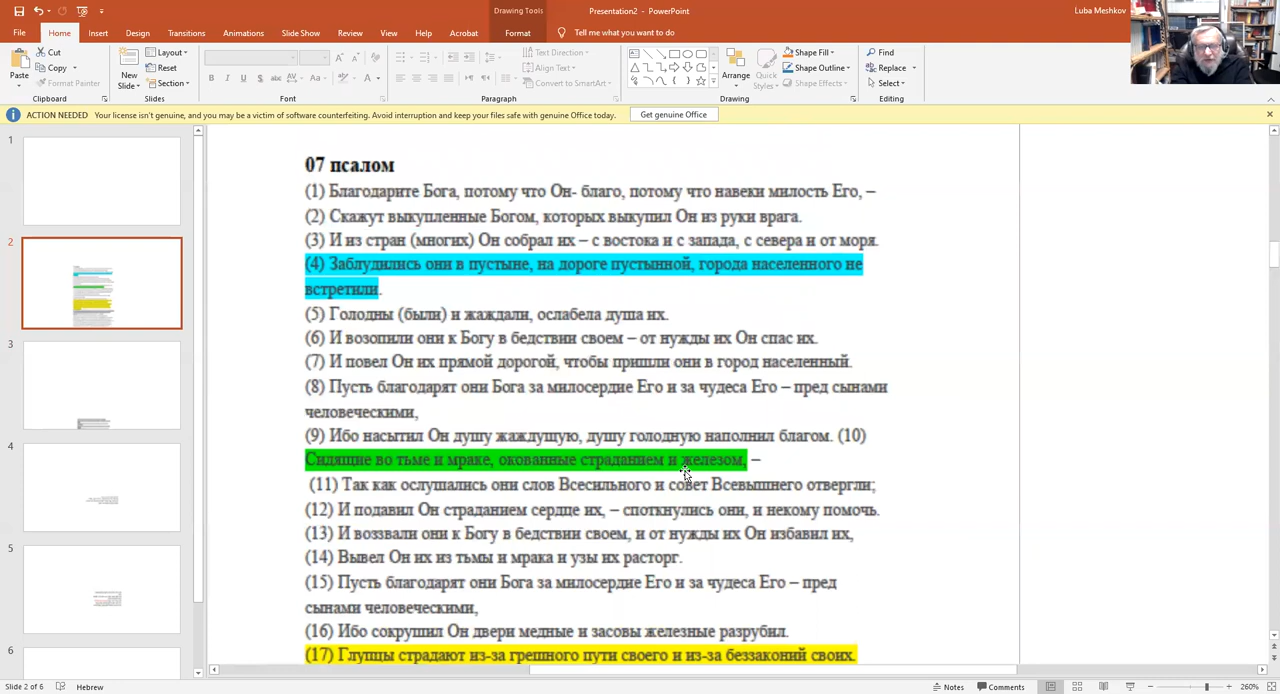 Drawing Tools
Presentation2 - PowerPoint
Luba Meshkov
File Home Insert Design Transitions Animations Slide Show Review View Help Acrobat Format Tell me what you want to do
Paste
Cut
Copy
Format Painter
Clipboard
New Slide
Layout
Reset
Section
Slides
B I U S abc AV Aa A
Font
Text Direction
Align Text
Convert to SmartArt
Paragraph
Arrange
Quick Styles
Shape Fill
Shape Outline
Shape Effects
Drawing
Find
Replace
Select
Editing
ACTION NEEDED Your license isn't genuine, and you may be a victim of software counterfeiting. Avoid interruption and keep your files safe with genuine Office today. Get genuine Office
1
2
3
4
5
6
07 псалом
(1) Благодарите Бога, потому что Он- благо, потому что навеки милость Его, –
(2) Скажут выкупленные Богом, которых выкупил Он из руки врага.
(3) И из стран (многих) Он собрал их – с востока и с запада, с севера и от моря.
(4) Заблудились они в пустыне, на дороге пустынной, города населенного не
встретили.
(5) Голодны (были) и жаждали, ослабела душа их.
(6) И возопили они к Богу в бедствии своем – от нужды их Он спас их.
(7) И повел Он их прямой дорогой, чтобы пришли они в город населенный.
(8) Пусть благодарят они Бога за милосердие Его и за чудеса Его – пред сынами
человеческими,
(9) Ибо насытил Он душу жаждущую, душу голодную наполнил благом. (10)
Сидящие во тьме и мраке, окованные страданием и железом, –
(11) Так как ослушались они слов Всесильного и совет Всевышнего отвергли;
(12) И подавил Он страданием сердце их, – споткнулись они, и некому помочь.
(13) И воззвали они к Богу в бедствии своем, и от нужды их Он избавил их,
(14) Вывел Он их из тьмы и мрака и узы их расторг.
(15) Пусть благодарят они Бога за милосердие Его и за чудеса Его – пред
сынами человеческими,
(16) Ибо сокрушил Он двери медные и засовы железные разрубил.
(17) Глупцы страдают из-за грешного пути своего и из-за беззаконий своих.
Slide 2 of 6 Hebrew Notes Comments 260%